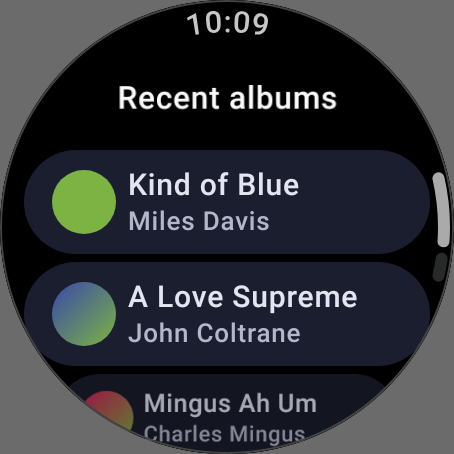 10:09
Recent albums
Kind of Blue
Miles Davis
A Love Supreme
John Coltrane
Mingus Ah Um
Charles Mingus